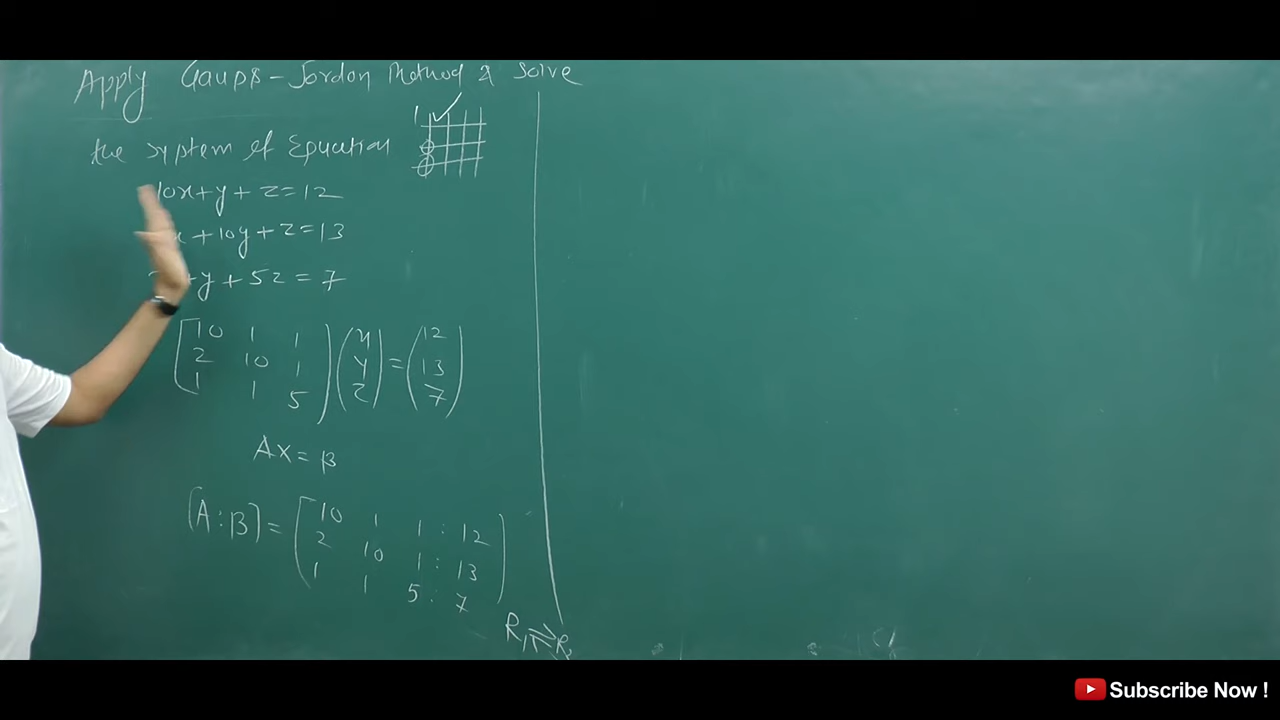 Apply Gauss-Jordon Method & Solve
the system of Equation
10x+y+z=12
x+10y+z=13
+y+5z=7
[10 1 1] (x) (12)
[2 10 1] (y) = (13)
[1 1 5] (z) (7)
AX=B
[A:B]= [10 1 1 : 12]
[2 10 1 : 13]
[1 1 5 : 7]
R₁⇌R₃
Subscribe Now !